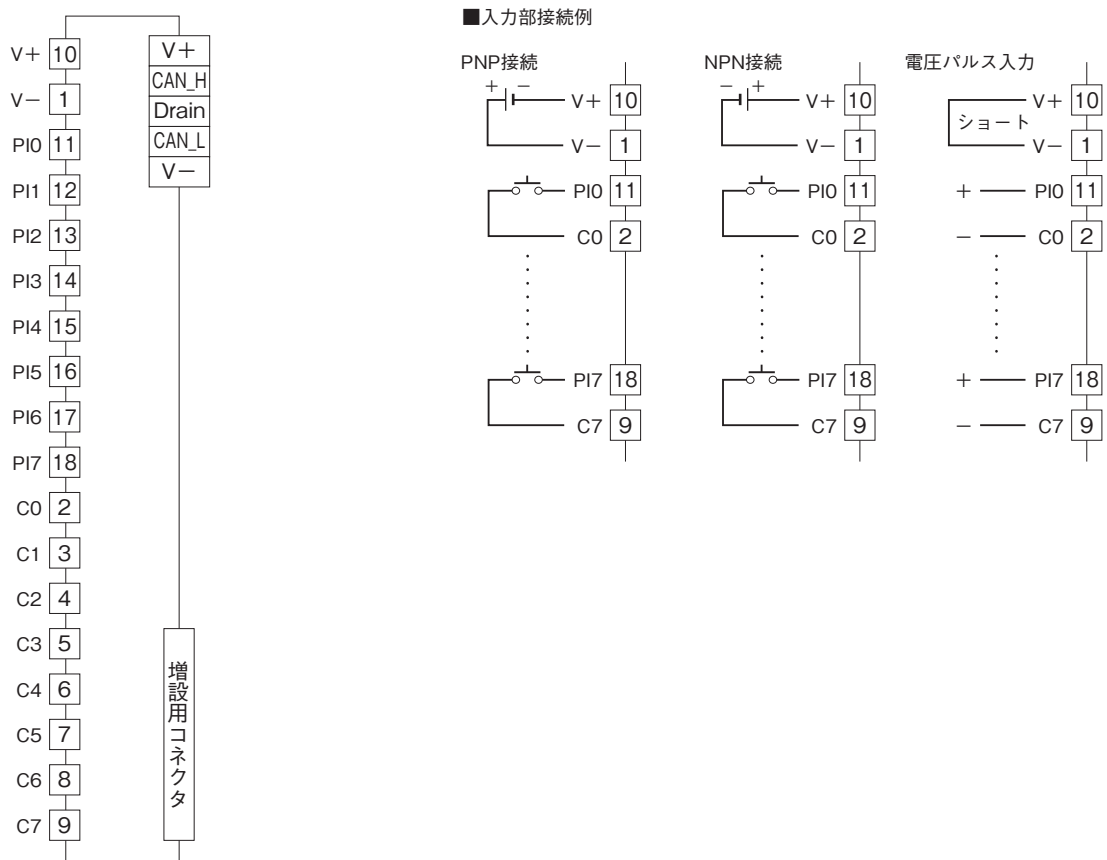 V+ 10
V− 1
PI0 11
PI1 12
PI2 13
PI3 14
PI4 15
PI5 16
PI6 17
PI7 18
C0 2
C1 3
C2 4
C3 5
C4 6
C5 7
C6 8
C7 9
V+
CAN_H
Drain
CAN_L
V−
増設用コネクタ
■入力部接続例
PNP接続
+ −
V+ 10
V− 1
PI0 11
C0 2
PI7 18
C7 9
NPN接続
− +
V+ 10
V− 1
PI0 11
C0 2
PI7 18
C7 9
電圧パルス入力
V+ 10
ショート
V− 1
+ PI0 11
− C0 2
+ PI7 18
− C7 9